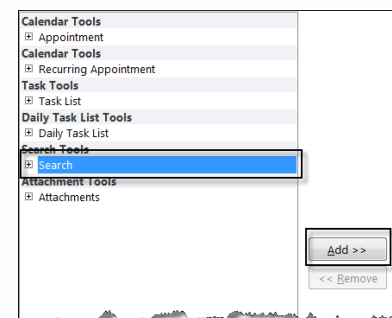 Calendar Tools
Appointment
Calendar Tools
Recurring Appointment
Task Tools
Task List
Daily Task List Tools
Daily Task List
Search Tools
Search
Attachment Tools
Attachments
Add >>
<< Remove